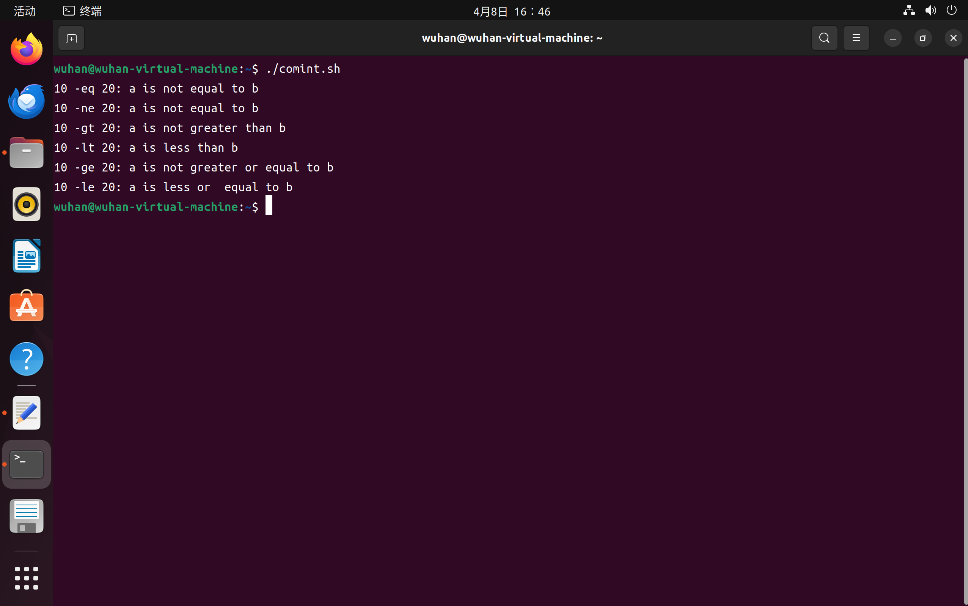 活动
终端
4月8日 16：46
wuhan@wuhan-virtual-machine: ~
wuhan@wuhan-virtual-machine:~$ ./comint.sh
10 -eq 20: a is not equal to b
10 -ne 20: a is not equal to b
10 -gt 20: a is not greater than b
10 -lt 20: a is less than b
10 -ge 20: a is not greater or equal to b
10 -le 20: a is less or  equal to b
wuhan@wuhan-virtual-machine:~$